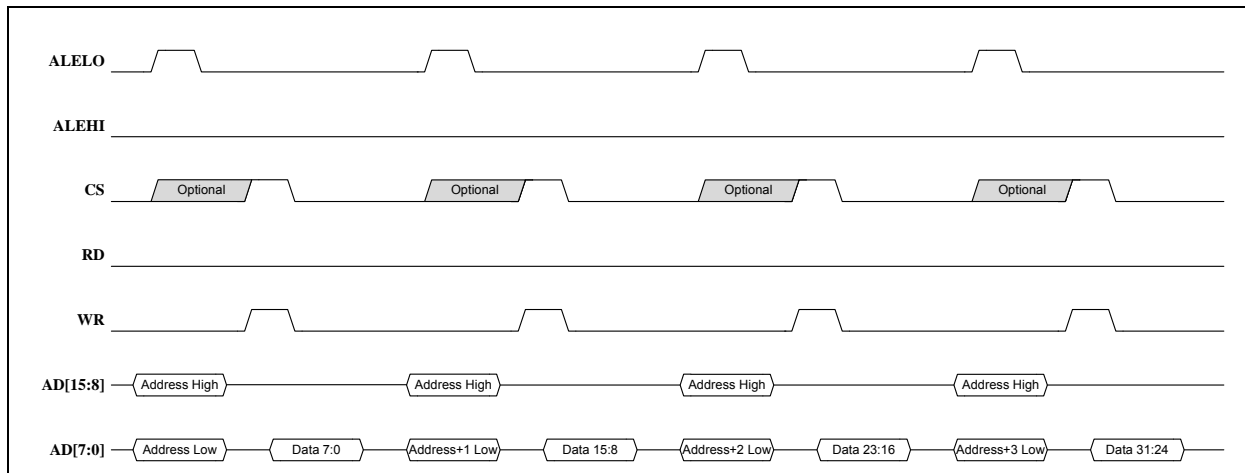 ALELO
ALEHI
CS Optional Optional Optional Optional
RD
WR
AD[15:8] Address High Address High Address High Address High
AD[7:0] Address Low Data 7:0 Address+1 Low Data 15:8 Address+2 Low Data 23:16 Address+3 Low Data 31:24